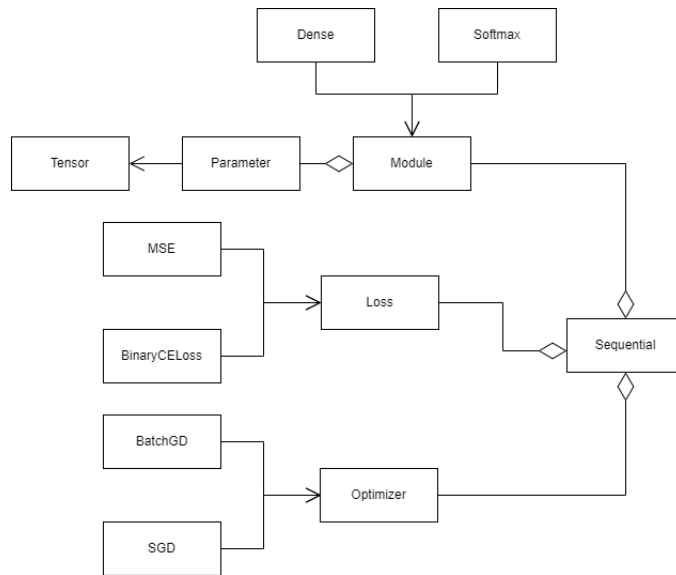 Dense
Softmax
Tensor
Parameter
Module
MSE
Loss
BinaryCELoss
Sequential
BatchGD
Optimizer
SGD